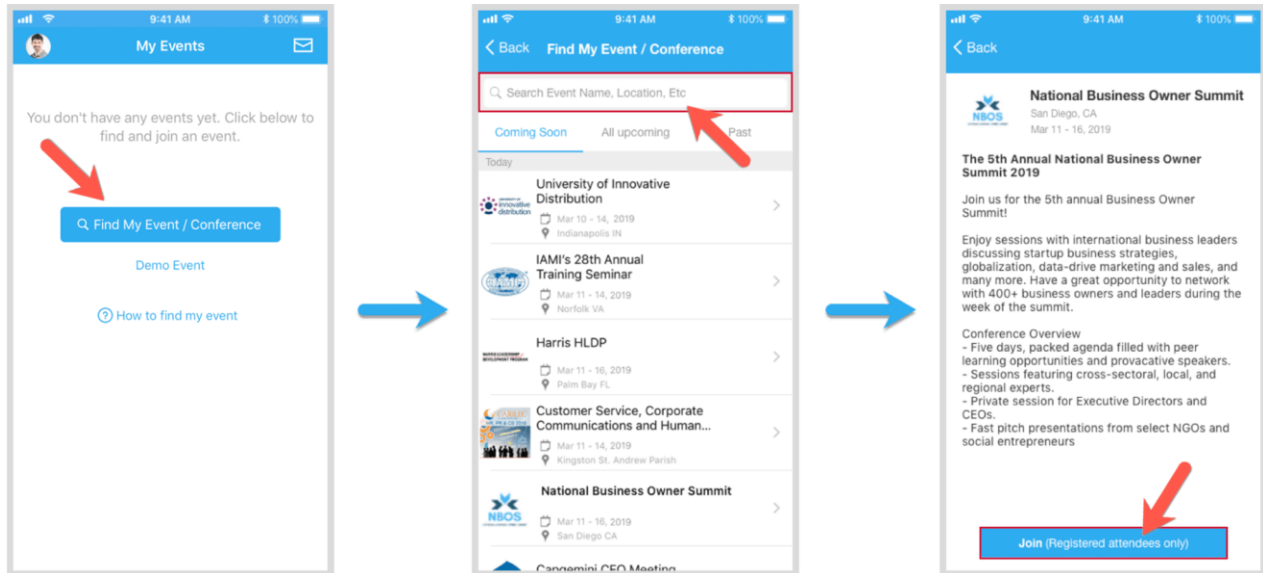 9:41 AM
100%
My Events
You don't have any events yet. Click below to
find and join an event.
Find My Event / Conference
Demo Event
How to find my event
9:41 AM
100%
Back
Find My Event / Conference
Search Event Name, Location, Etc
Coming Soon
All upcoming
Past
Today
University of Innovative
Distribution
innovative
distribution
Mar 10 - 14, 2019
Indianapolis IN
IAMI's 28th Annual
Training Seminar
IAMI
Mar 11 - 14, 2019
Norfolk VA
Harris HLDP
Mar 11 - 16, 2019
Palm Bay FL
Customer Service, Corporate
Communications and Human...
Mar 11 - 14, 2019
Kingston St. Andrew Parish
National Business Owner Summit
NBOS
Mar 11 - 16, 2019
San Diego CA
Capgemini CFO Meeting
9:41 AM
100%
Back
NBOS
National Business Owner Summit
San Diego, CA
Mar 11 - 16, 2019
The 5th Annual National Business Owner
Summit 2019
Join us for the 5th annual Business Owner
Summit!
Enjoy sessions with international business leaders
discussing startup business strategies,
globalization, data-drive marketing and sales, and
many more. Have a great opportunity to network
with 400+ business owners and leaders during the
week of the summit.
Conference Overview
- Five days, packed agenda filled with peer
learning opportunities and provacative speakers.
- Sessions featuring cross-sectoral, local, and
regional experts.
- Private session for Executive Directors and
CEOs.
- Fast pitch presentations from select NGOs and
social entrepreneurs
Join (Registered attendees only)